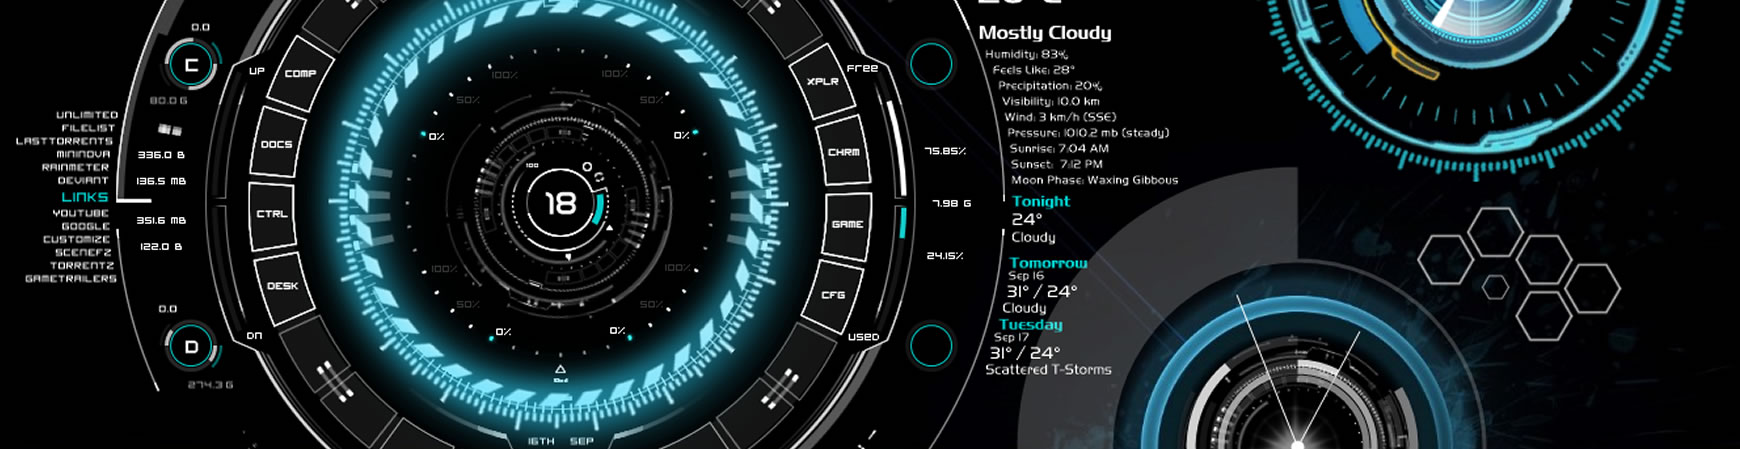 0.0
C
80.0 G
UNLIMITED
FILELIST
LASTTORRENTS
MININOVA
RAINMETER
DEVIANT
LINKS
YOUTUBE
GOOGLE
CUSTOMIZE
SCENEFZ
TORRENTZ
GAMETRAILERS
336.0 B
136.5 MB
351.6 MB
122.0 B
0.0
D
274.3 G
UP
COMP
DOCS
CTRL
DESK
DN
100%
100%
50%
50%
0%
0%
100
18
100%
100%
50%
50%
0%
0%
16TH SEP
XPLR
CHRM
GAME
CFG
Free
75.85%
7.98 G
24.15%
USED
Mostly Cloudy
Humidity: 83%
Feels Like: 28°
Precipitation: 20%
Visibility: 10.0 km
Wind: 3 km/h (SSE)
Pressure: 1010.2 mb (steady)
Sunrise: 7:04 AM
Sunset: 7:12 PM
Moon Phase: Waxing Gibbous
Tonight
24°
Cloudy
Tomorrow
Sep 16
31° / 24°
Cloudy
Tuesday
Sep 17
31° / 24°
Scattered T-Storms